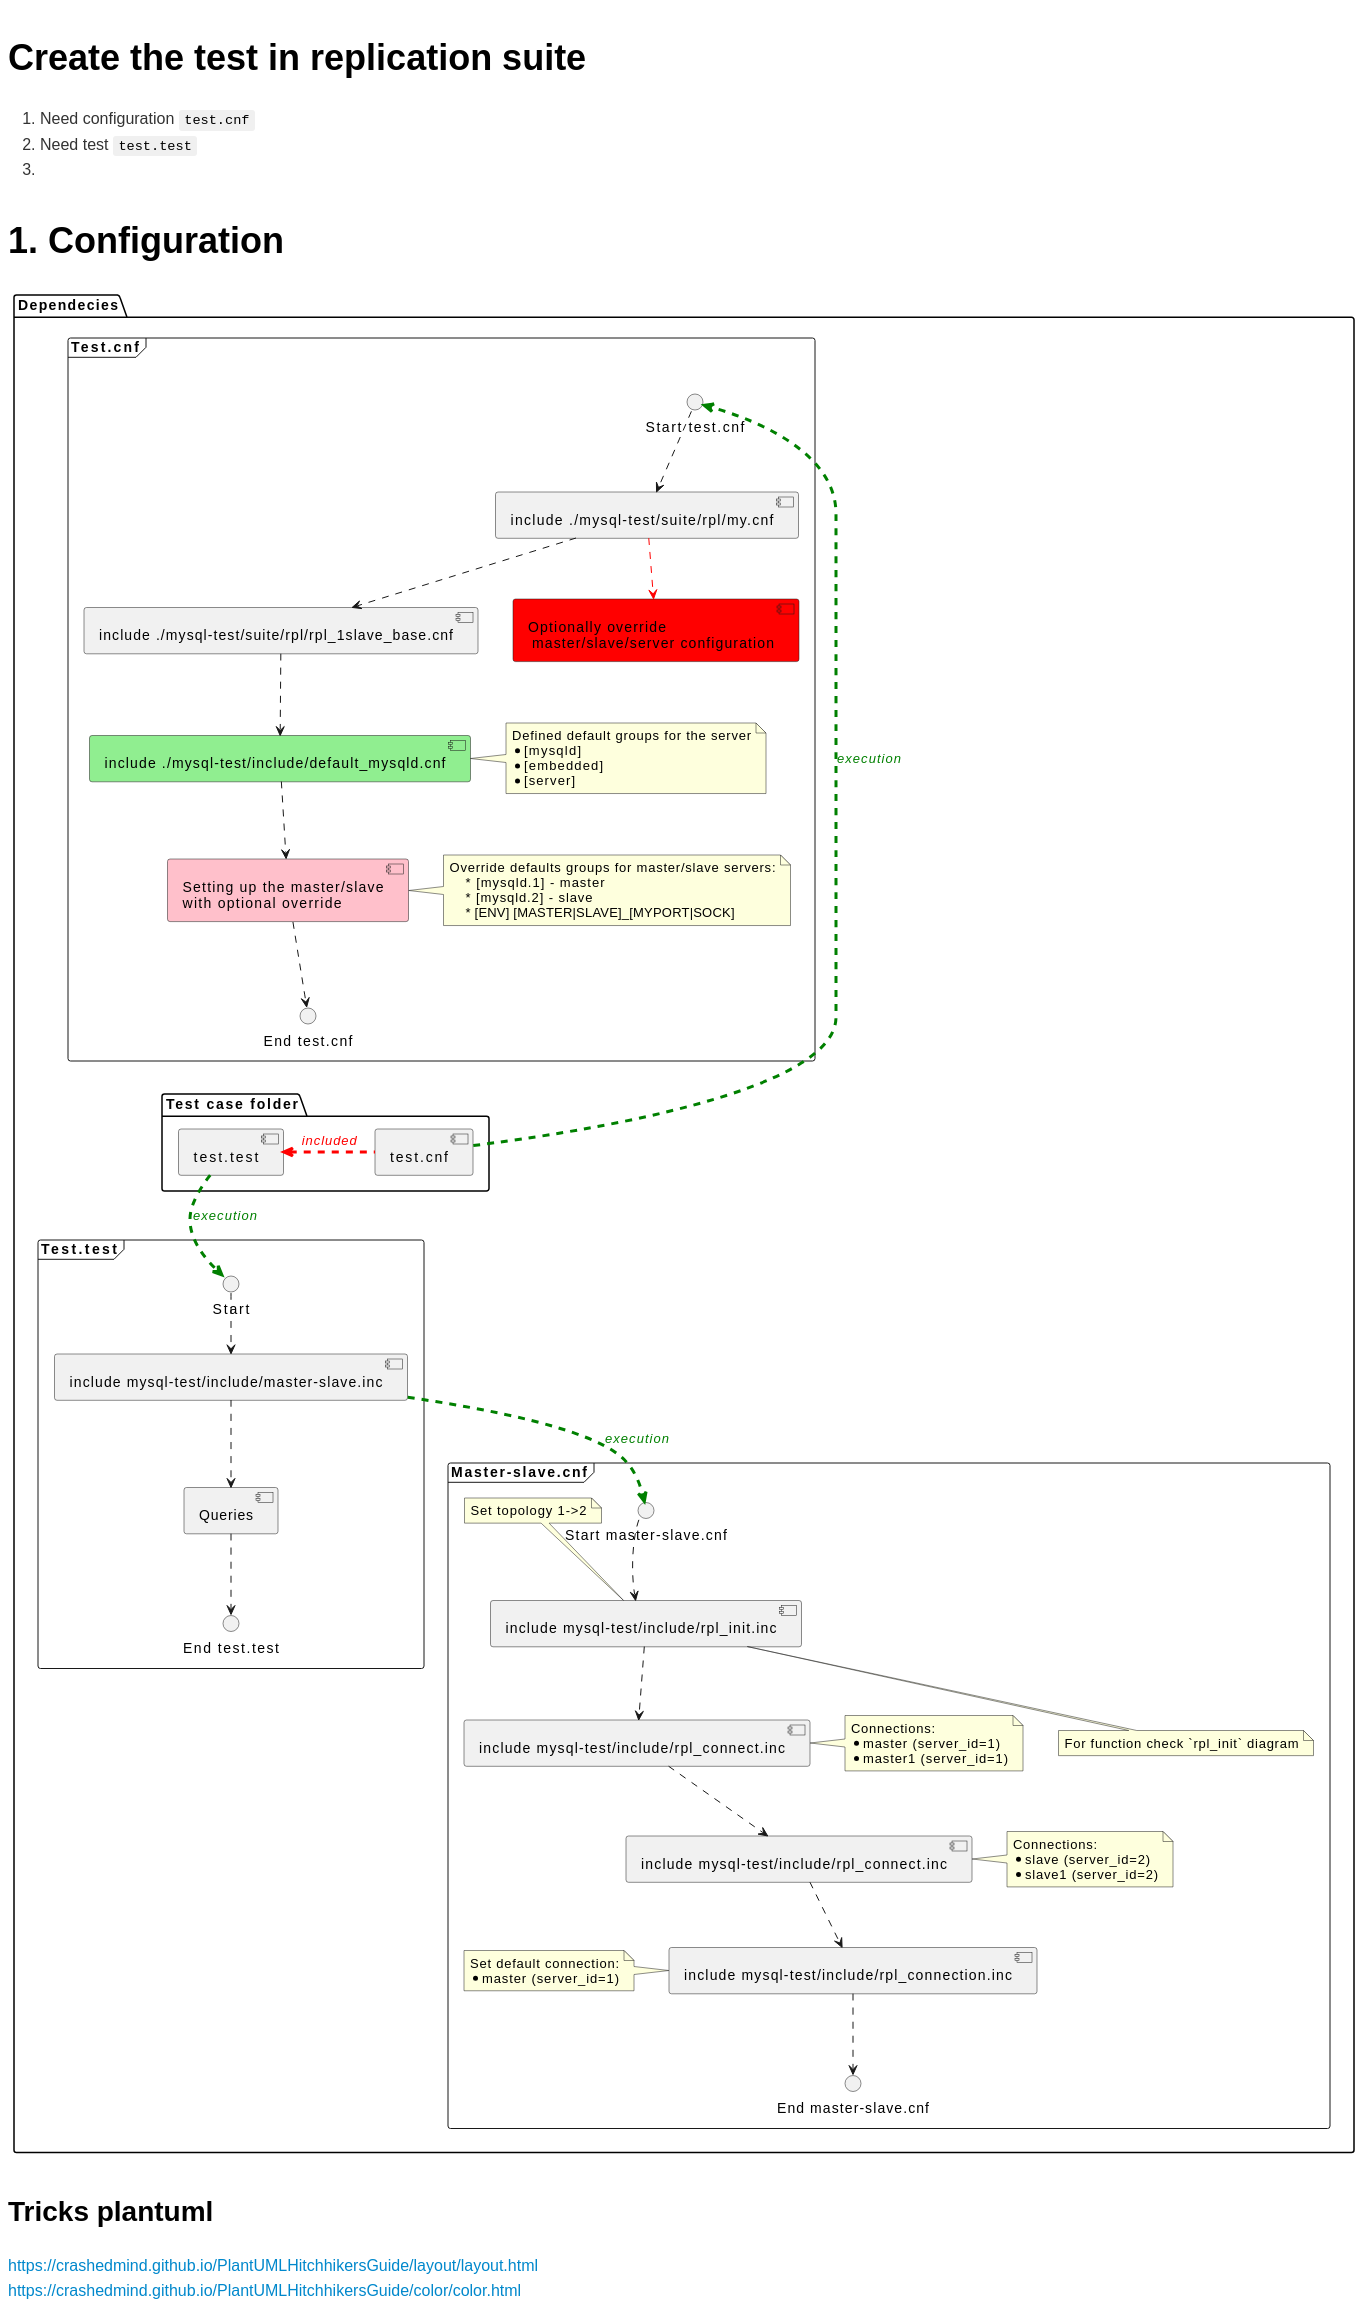 Create the test in replication suite
1. Need configuration test.cnf
2. Need test test.test
3.
1. Configuration
Dependecies
Test.cnf
Start test.cnf
include ./mysql-test/suite/rpl/my.cnf
include ./mysql-test/suite/rpl/rpl_1slave_base.cnf
Optionally override
master/slave/server configuration
include ./mysql-test/include/default_mysqld.cnf
Defined default groups for the server
• [mysqld]
• [embedded]
• [server]
execution
Setting up the master/slave
with optional override
Override defaults groups for master/slave servers:
* [mysqld.1] - master
* [mysqld.2] - slave
* [ENV] [MASTER|SLAVE]_[MYPORT|SOCK]
End test.cnf
Test case folder
test.test
included
test.cnf
execution
Test.test
Start
include mysql-test/include/master-slave.inc
Queries
End test.test
execution
Master-slave.cnf
Set topology 1->2
Start master-slave.cnf
include mysql-test/include/rpl_init.inc
include mysql-test/include/rpl_connect.inc
Connections:
• master (server_id=1)
• master1 (server_id=1)
For function check `rpl_init` diagram
include mysql-test/include/rpl_connect.inc
Connections:
• slave (server_id=2)
• slave1 (server_id=2)
Set default connection:
• master (server_id=1)
include mysql-test/include/rpl_connection.inc
End master-slave.cnf
Tricks plantuml
https://crashedmind.github.io/PlantUMLHitchhikersGuide/layout/layout.html
https://crashedmind.github.io/PlantUMLHitchhikersGuide/color/color.html